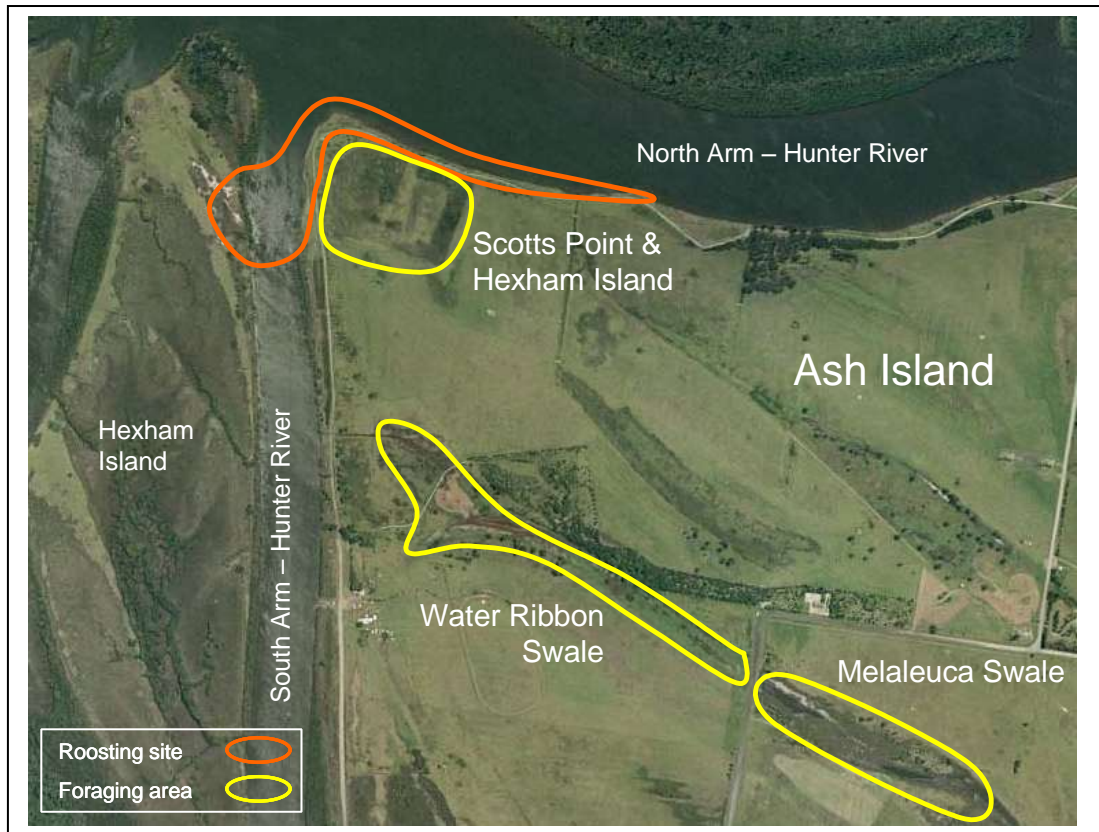 North Arm – Hunter River
Scotts Point &
Hexham Island
Ash Island
Hexham
Island
South Arm – Hunter River
Water Ribbon
Swale
Melaleuca Swale
Roosting site
Foraging area